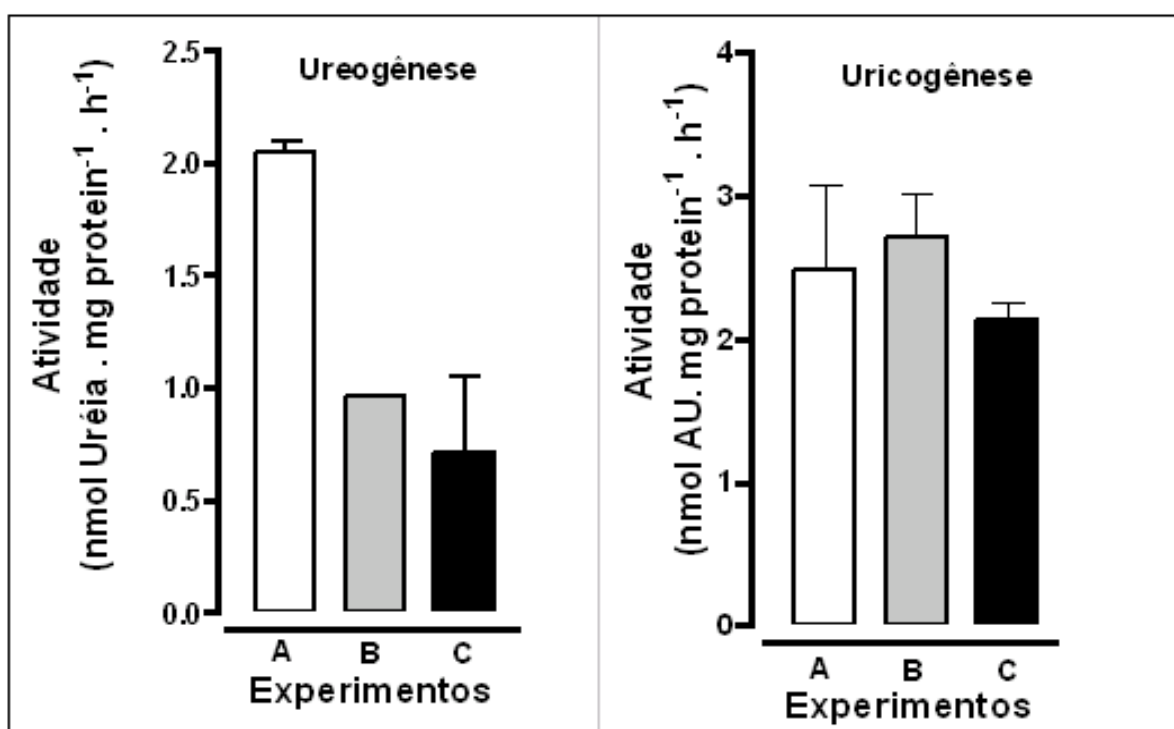 Ureogênese
Atividade
(nmol Uréia . mg protein⁻¹ . h⁻¹)
2.5
2.0
1.5
1.0
0.5
0.0
A B C
Experimentos
Uricogênese
Atividade
(nmol AU. mg protein⁻¹ . h⁻¹)
4
3
2
1
0
A B C
Experimentos